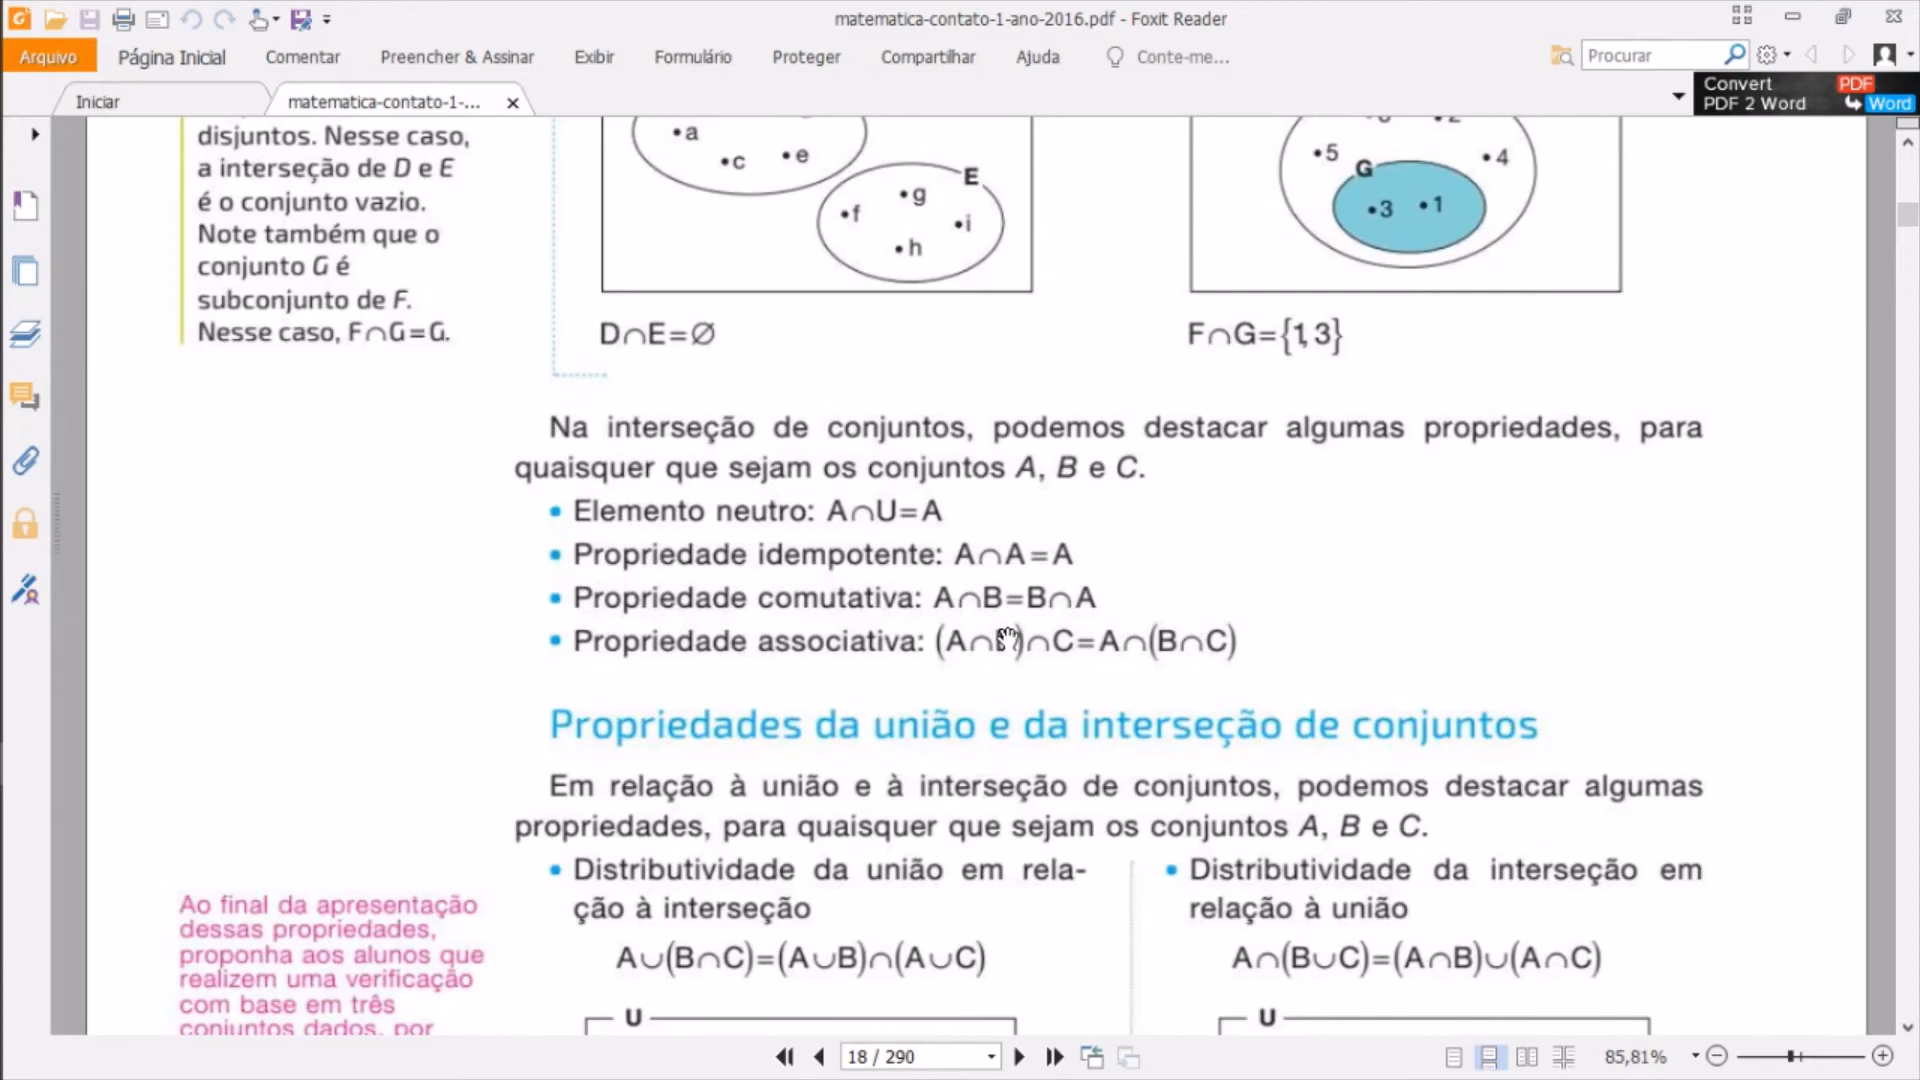 matematica-contato-1-ano-2016.pdf - Foxit Reader
Arquivo
Página Inicial
Comentar
Preencher & Assinar
Exibir
Formulário
Proteger
Compartilhar
Ajuda
Conte-me...
Procurar
Iniciar
matematica-contato-1-...
Convert PDF
PDF 2 Word Word
disjuntos. Nesse caso,
a interseção de D e E
é o conjunto vazio.
Note também que o
conjunto G é
subconjunto de F.
Nesse caso, F∩G=G.
•a
•c
•e
E
•g
•f
•i
•h
D∩E=∅
•5
•4
G
•3
•1
F∩G={1,3}
Na interseção de conjuntos, podemos destacar algumas propriedades, para
quaisquer que sejam os conjuntos A, B e C.
• Elemento neutro: A∩U=A
• Propriedade idempotente: A∩A=A
• Propriedade comutativa: A∩B=B∩A
• Propriedade associativa: (A∩B)∩C=A∩(B∩C)
Propriedades da união e da interseção de conjuntos
Em relação à união e à interseção de conjuntos, podemos destacar algumas
propriedades, para quaisquer que sejam os conjuntos A, B e C.
• Distributividade da união em rela-
ção à interseção
A∪(B∩C)=(A∪B)∩(A∪C)
U
• Distributividade da interseção em
relação à união
A∩(B∪C)=(A∩B)∪(A∩C)
U
Ao final da apresentação
dessas propriedades,
proponha aos alunos que
realizem uma verificação
com base em três
conjuntos dados, por
18 / 290
85,81%